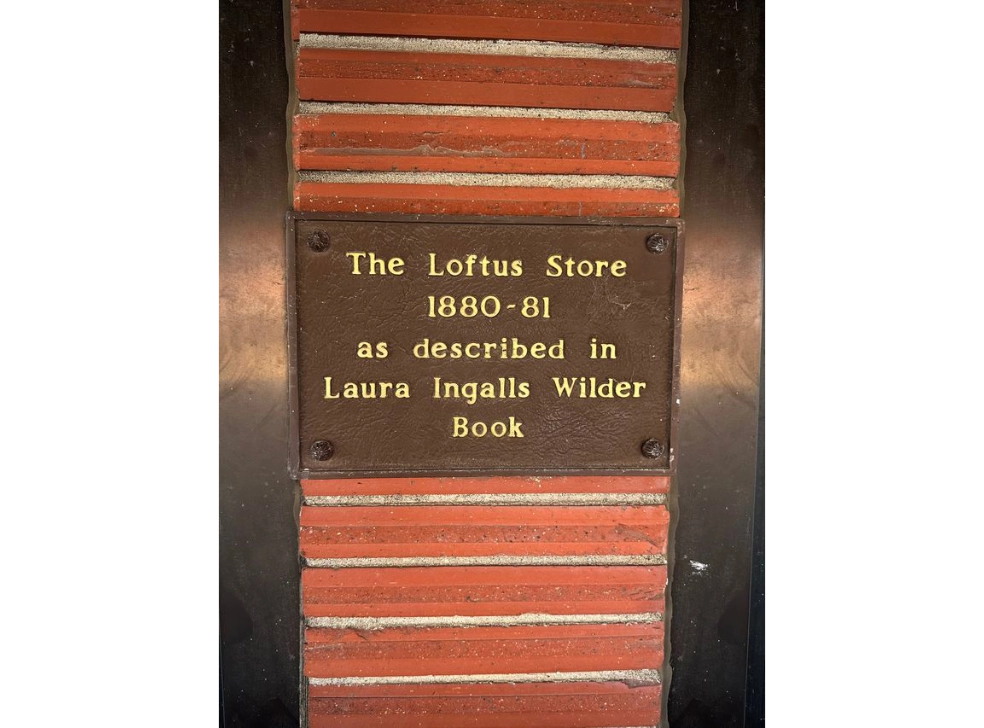 The Loftus Store
1880-81
as described in
Laura Ingalls Wilder
Book